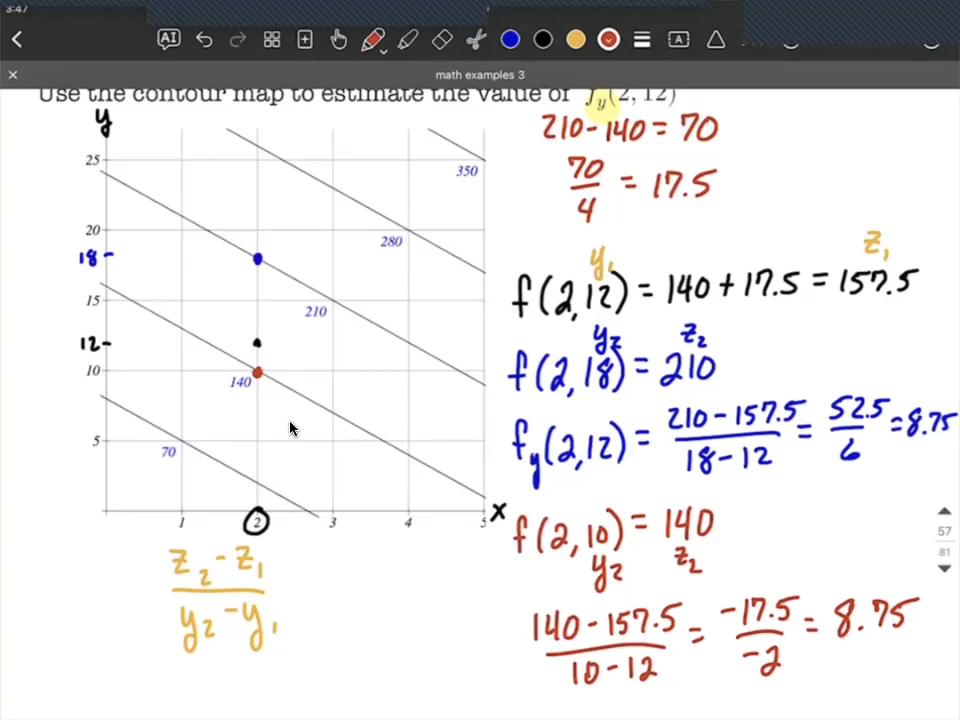 3:47
AI
A
math examples 3
Use the contour map to estimate the value of f_y(2, 12)
y
25
20
18
15
12
10
5
1
2
3
4
5
x
350
280
210
140
70
210-140=70
70/4 = 17.5
y₁
z₁
f(2,12) = 140+17.5 = 157.5
y₂
z₂
f(2,18) = 210
f_y(2,12) = 210-157.5/18-12 = 52.5/6 = 8.75
f(2,10) = 140
y₂
z₂
140-157.5/10-12 = -17.5/-2 = 8.75
z₂-z₁/y₂-y₁
57
81